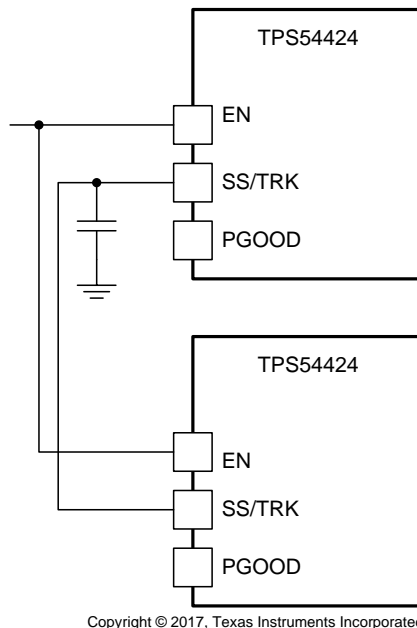 TPS54424
EN
SS/TRK
PGOOD
TPS54424
EN
SS/TRK
PGOOD
Copyright © 2017, Texas Instruments Incorporated